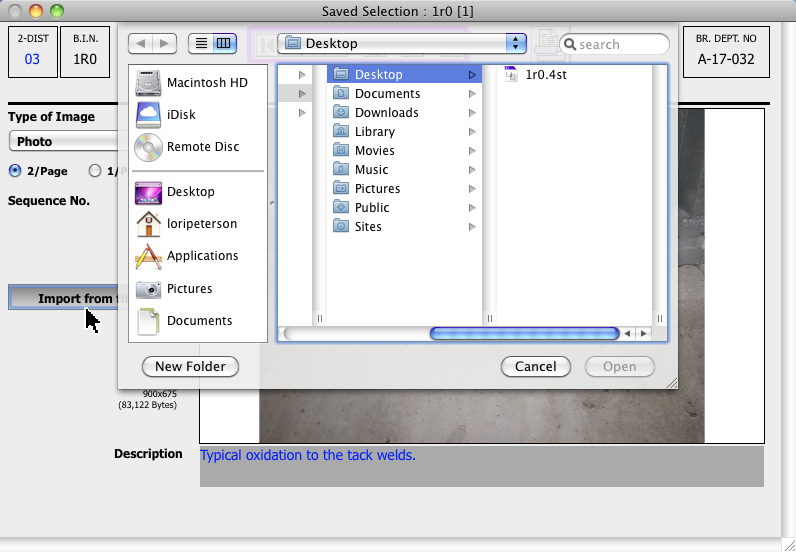 Saved Selection : 1r0 [1]
2-DIST
03
B.I.N.
1R0
Desktop
search
BR. DEPT. NO
A-17-032
Type of Image
Photo
2/Page
1/
Sequence No.
Import from
Macintosh HD
iDisk
Remote Disc
Desktop
loripeterson
Applications
Pictures
Documents
Desktop
Documents
Downloads
Library
Movies
Music
Pictures
Public
Sites
1r0.4st
New Folder
Cancel
Open
900x675
(83,122 Bytes)
Description
Typical oxidation to the tack welds.